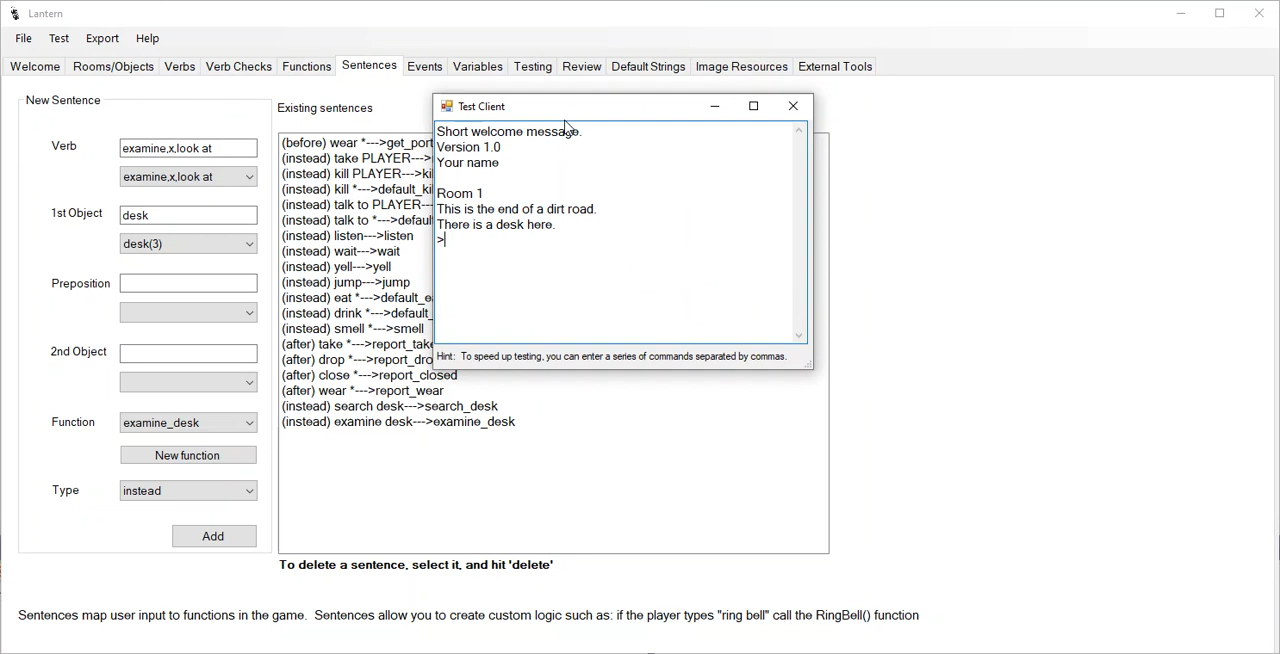 Lantern
File Test Export Help
Welcome Rooms/Objects Verbs Verb Checks Functions Sentences Events Variables Testing Review Default Strings Image Resources External Tools
New Sentence
Verb
examine,x,look at
examine,x,look at
1st Object
desk
desk(3)
Preposition
2nd Object
Function
examine_desk
New function
Type
instead
Add
Existing sentences
(before) wear *--->get_port
(instead) take PLAYER--->
(instead) kill PLAYER--->ki
(instead) kill *--->default_ki
(instead) talk to PLAYER--
(instead) talk to *--->defau
(instead) listen--->listen
(instead) wait--->wait
(instead) yell--->yell
(instead) jump--->jump
(instead) eat *--->default_e
(instead) drink *--->default_
(instead) smell *--->smell
(after) take *--->report_take
(after) drop *--->report_dro
(after) close *--->report_closed
(after) wear *--->report_wear
(instead) search desk--->search_desk
(instead) examine desk--->examine_desk
Test Client
Short welcome message.
Version 1.0
Your name
Room 1
This is the end of a dirt road.
There is a desk here.
>
Hint: To speed up testing, you can enter a series of commands separated by commas.
To delete a sentence, select it, and hit 'delete'
Sentences map user input to functions in the game. Sentences allow you to create custom logic such as: if the player types "ring bell" call the RingBell() function